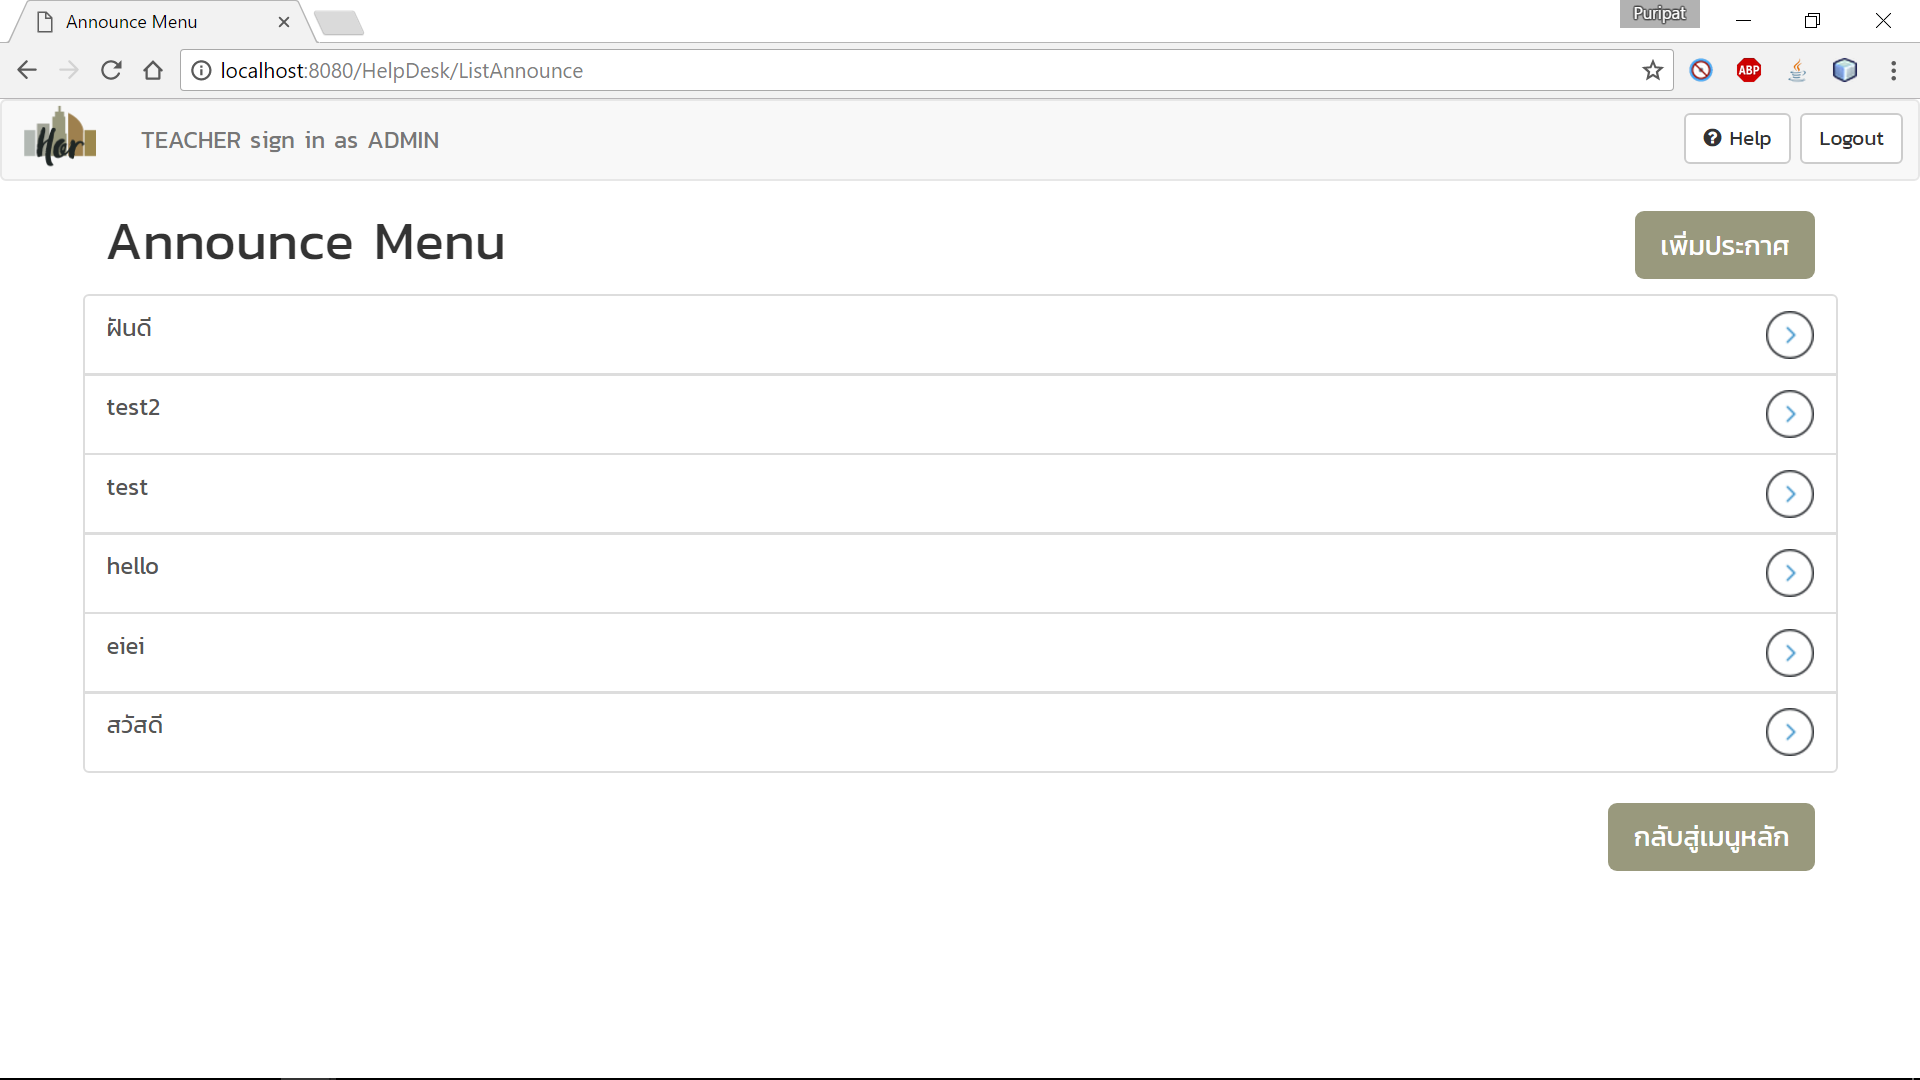 Announce Menu
Puripat
localhost:8080/HelpDesk/ListAnnounce
ABP
Hor
TEACHER sign in as ADMIN
Help
Logout
Announce Menu
เพิ่มประกาศ
ฝันดี
test2
test
hello
eiei
สวัสดี
กลับสู่เมนูหลัก